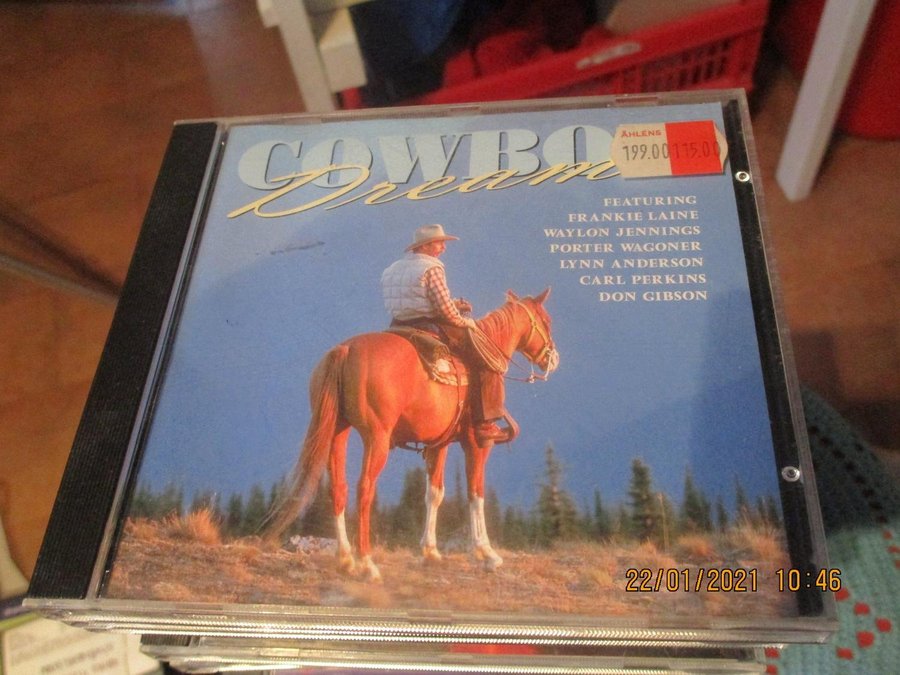 COWBO
Dream
ÅHLENS
199.00 115.00
FEATURING
FRANKIE LAINE
WAYLON JENNINGS
PORTER WAGONER
LYNN ANDERSON
CARL PERKINS
DON GIBSON
22/01/2021 10:46